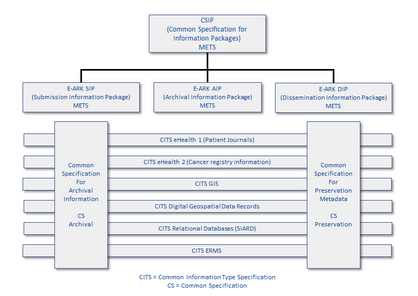 CSIP
(Common Specification for
Information Packages)
METS
E-ARK SIP
(Submission Information Package)
METS
E-ARK AIP
(Archival Information Package)
METS
E-ARK DIP
(Dissemination Information Package)
METS
CITS eHealth 1 (Patient Journals)
CITS eHealth 2 (Cancer registry information)
CITS GIS
CITS Digital Geospatial Data Records
CITS Relational Databases (SIARD)
CITS ERMS
Common
Specification
For
Archival
Information
CS
Archival
Common
Specification
For
Preservation
Metadata
CS
Preservation
CITS = Common Information Type Specification
CS = Common Specification